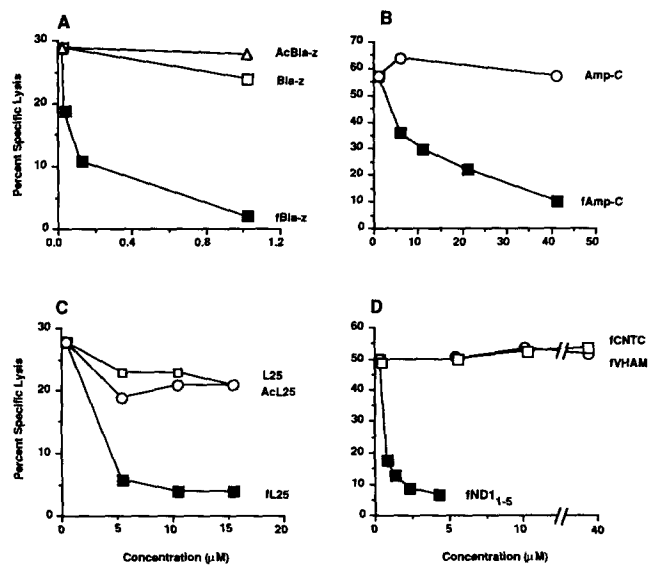 A
Percent Specific Lysis
30
20
10
0
AcBla-z
Bla-z
fBla-z
0.0 0.4 0.8 1.2
B
70
60
50
40
30
20
10
0
Amp-C
fAmp-C
0 10 20 30 40 50
C
Percent Specific Lysis
30
20
10
0
L25
AcL25
fL25
0 5 10 15 20
Concentration (μM)
D
60
50
40
30
20
10
0
fCNTC
fVHAM
fND1 1-5
0 5 10 40
Concentration (μM)